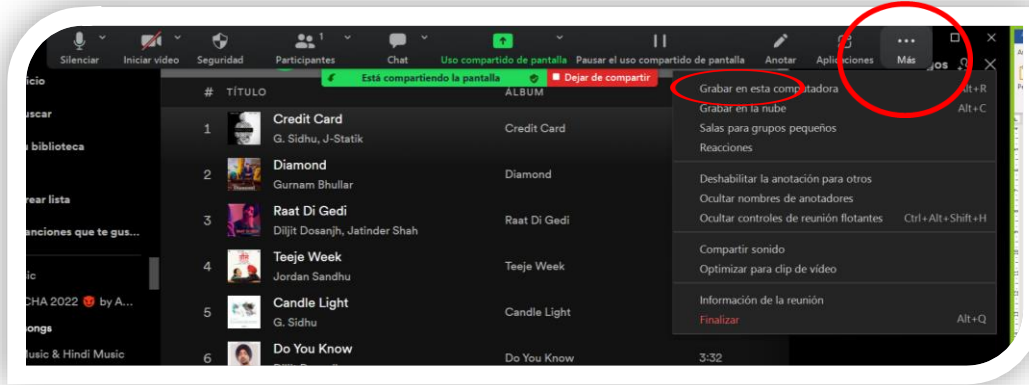 Silenciar Iniciar video Seguridad Participantes 1 Chat Uso compartido de pantalla Pausar el uso compartido de pantalla Anotar Aplicaciones Más
Está compartiendo la pantalla Dejar de compartir
# TÍTULO ÁLBUM
1 Credit Card Credit Card
G. Sidhu, J-Statik
2 Diamond Diamond
Gurnam Bhullar
3 Raat Di Gedi Raat Di Gedi
Diljit Dosanjh, Jatinder Shah
4 Teeje Week Teeje Week
Jordan Sandhu
5 Candle Light Candle Light
G. Sidhu
6 Do You Know Do You Know 3:32
icio
uscar
biblioteca
rear lista
anciones que te gus...
ic
CHA 2022 😡 by A...
ongs
Music & Hindi Music
Grabar en esta computadora Alt+R
Grabar en la nube Alt+C
Salas para grupos pequeños
Reacciones
Deshabilitar la anotación para otros
Ocultar nombres de anotadores
Ocultar controles de reunión flotantes Ctrl+Alt+Shift+H
Compartir sonido
Optimizar para clip de vídeo
Información de la reunión
Finalizar Alt+Q